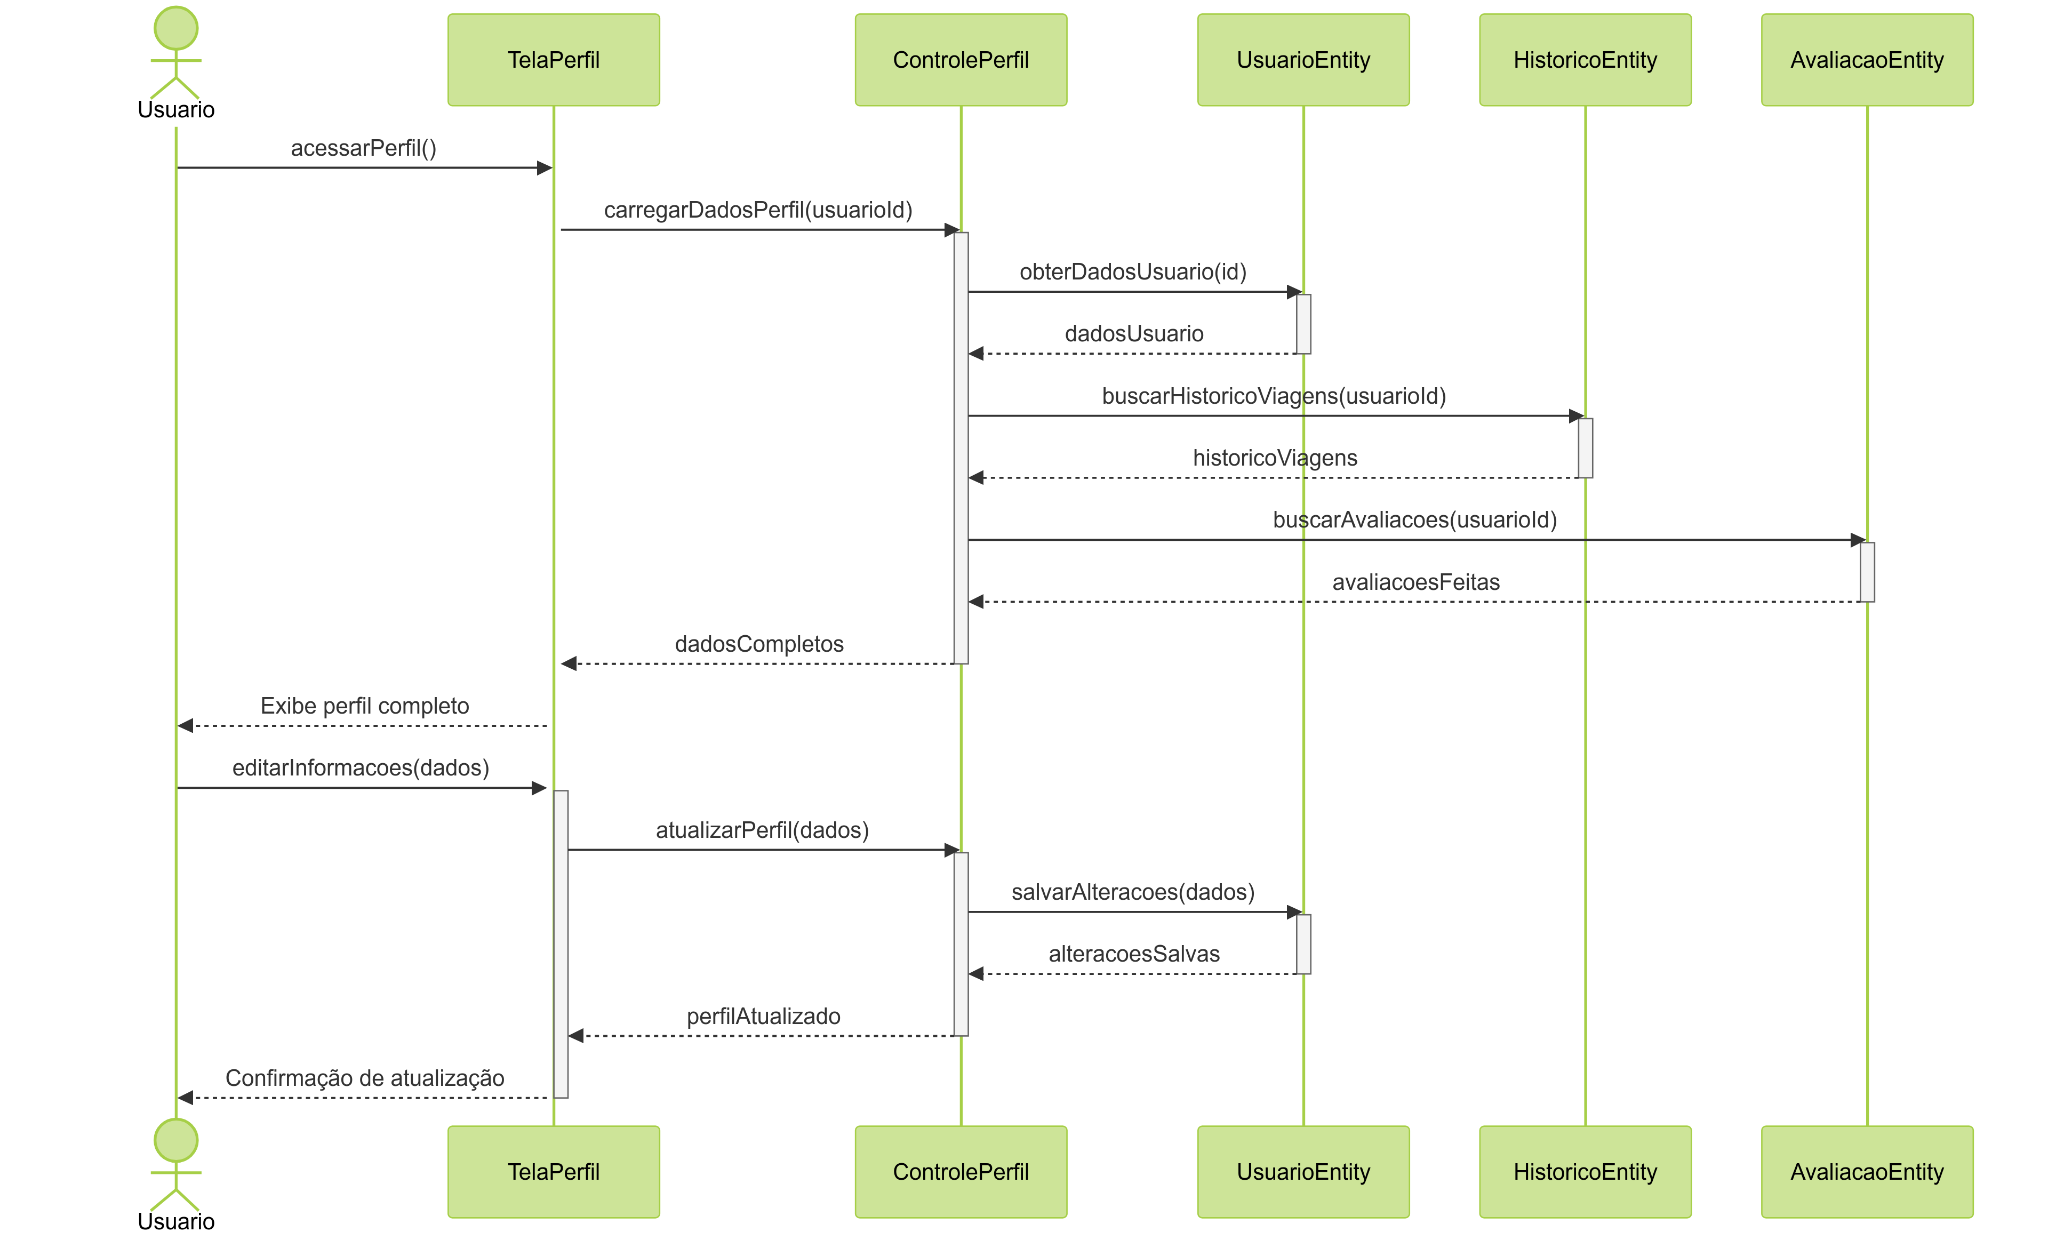 Usuario
TelaPerfil
ControlePerfil
UsuarioEntity
HistoricoEntity
AvaliacaoEntity
acessarPerfil()
carregarDadosPerfil(usuarioId)
obterDadosUsuario(id)
dadosUsuario
buscarHistoricoViagens(usuarioId)
historicoViagens
buscarAvaliacoes(usuarioId)
avaliacoesFeitas
dadosCompletos
Exibe perfil completo
editarInformacoes(dados)
atualizarPerfil(dados)
salvarAlteracoes(dados)
alteracoesSalvas
perfilAtualizado
Confirmação de atualização
Usuario
TelaPerfil
ControlePerfil
UsuarioEntity
HistoricoEntity
AvaliacaoEntity